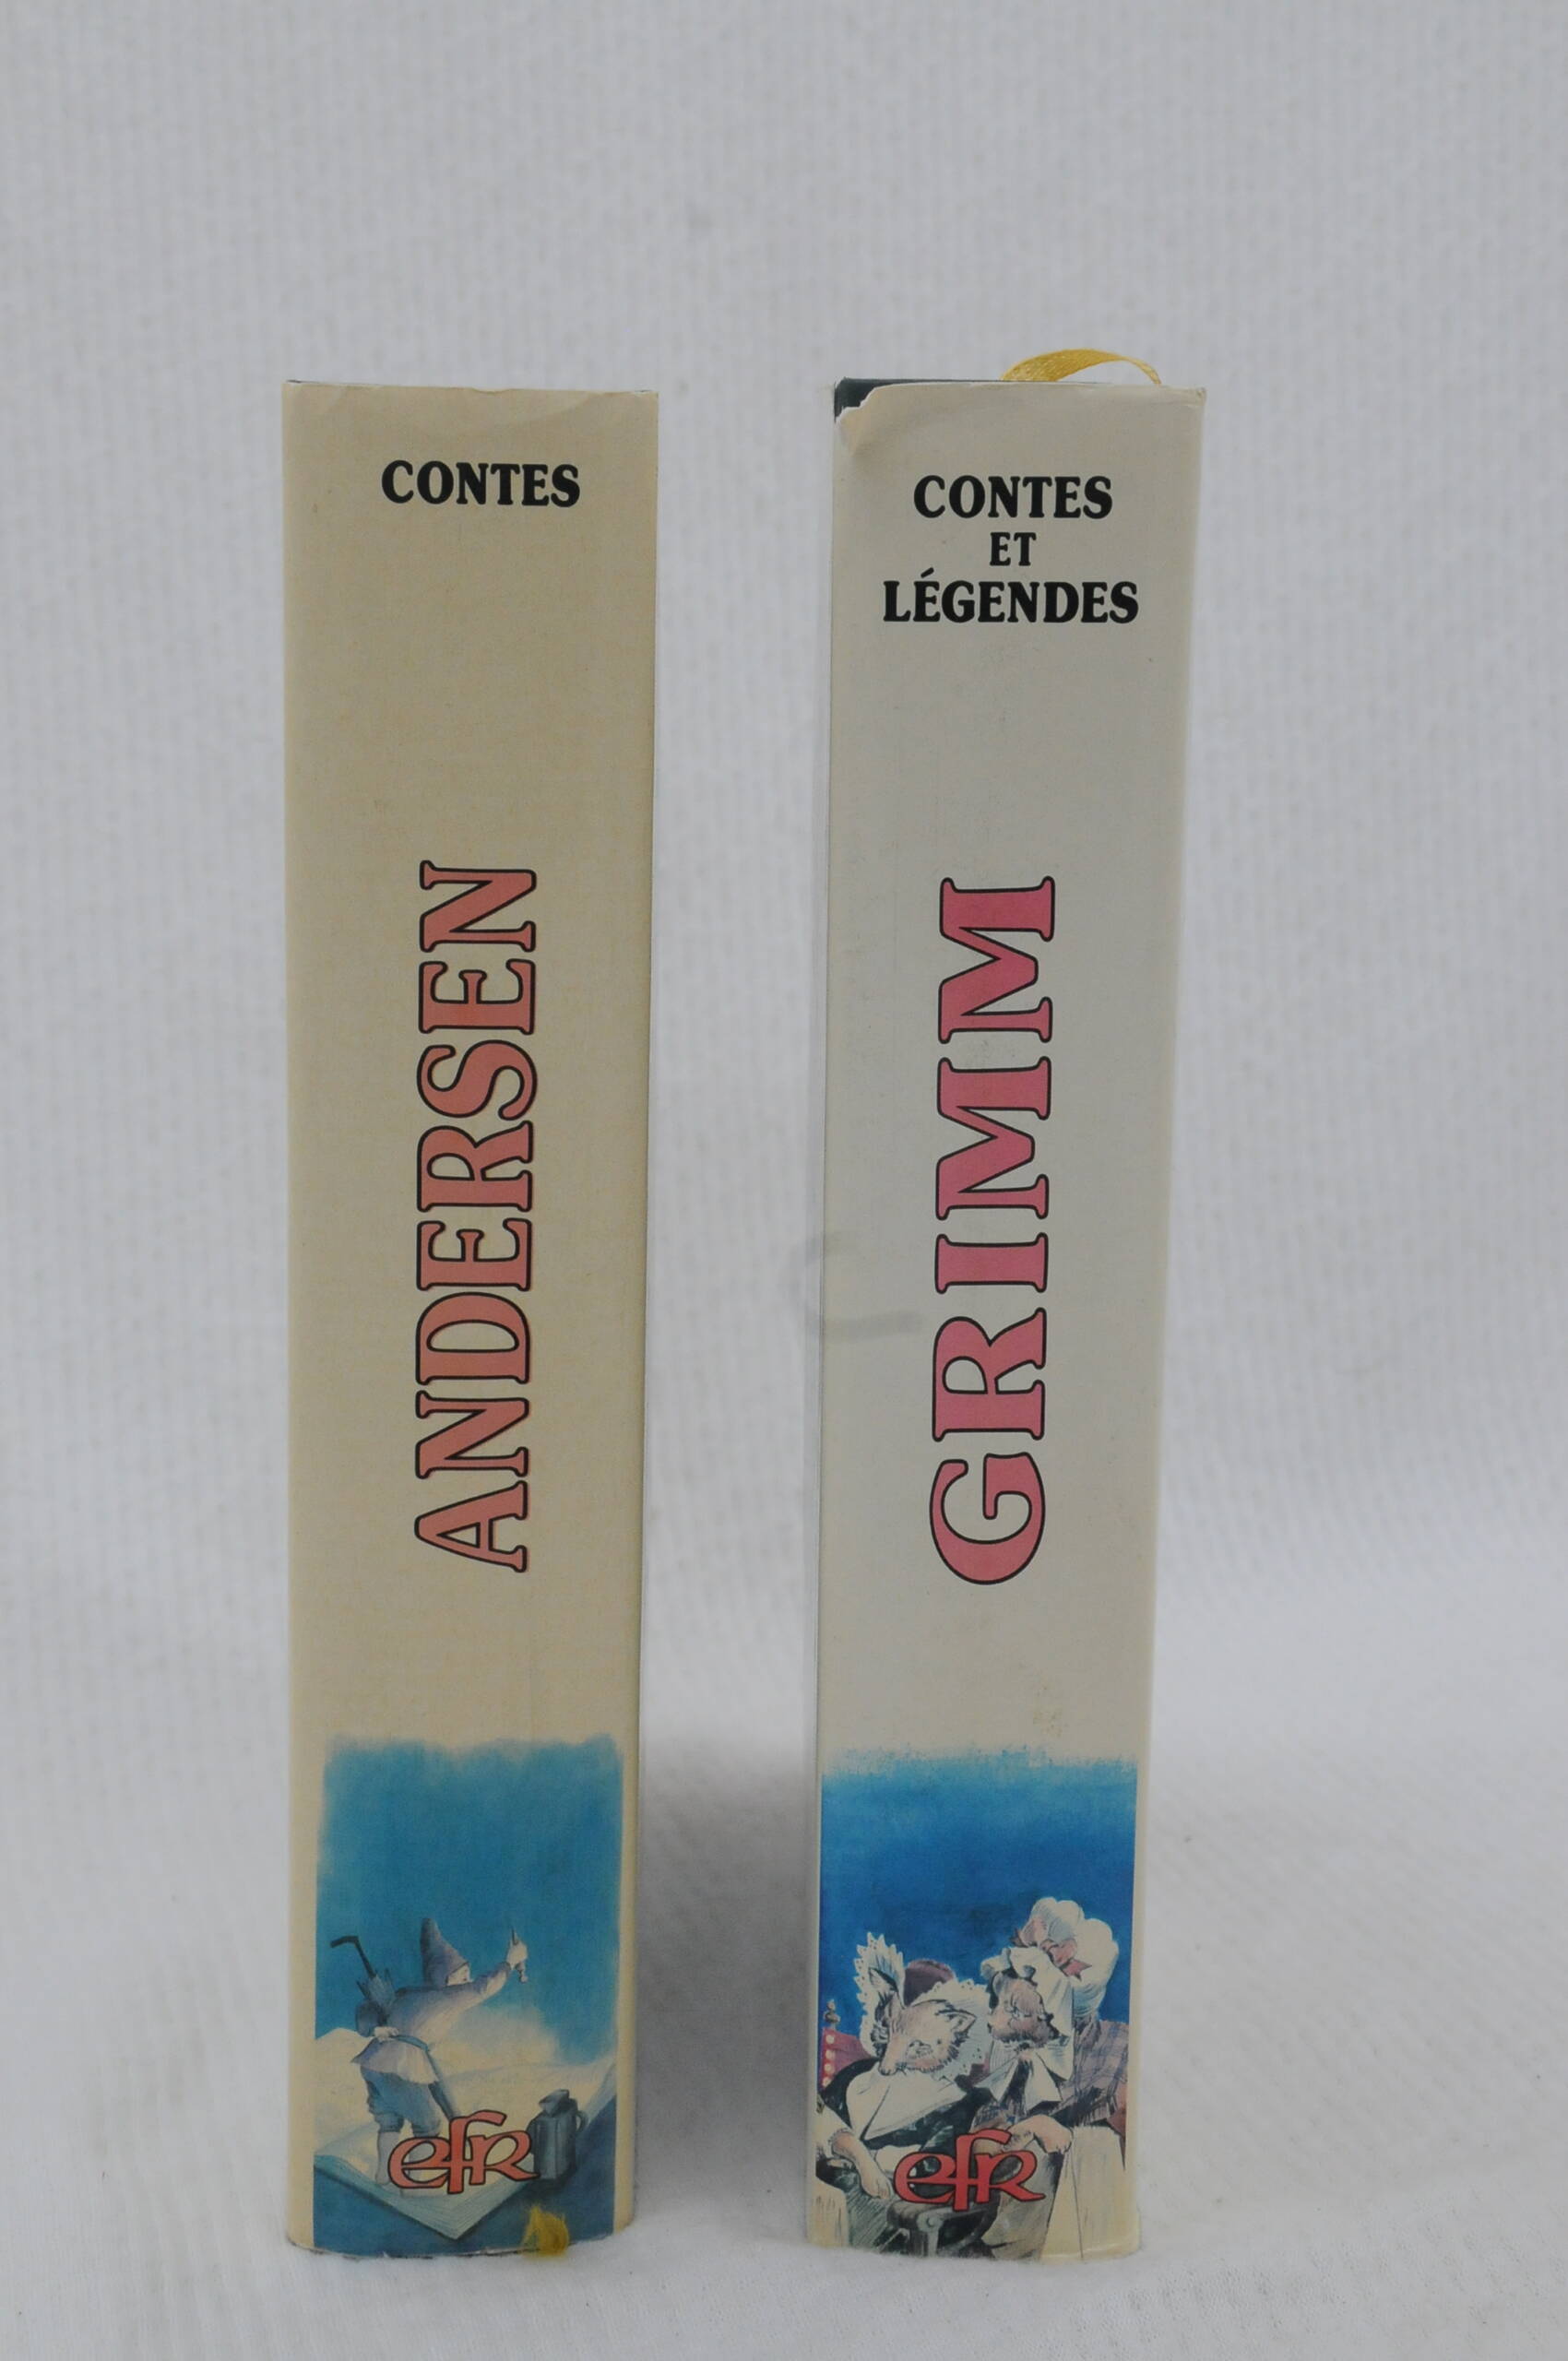 CONTES
ANDERSEN
efr
CONTES
ET
LÉGENDES
GRIMM
efr